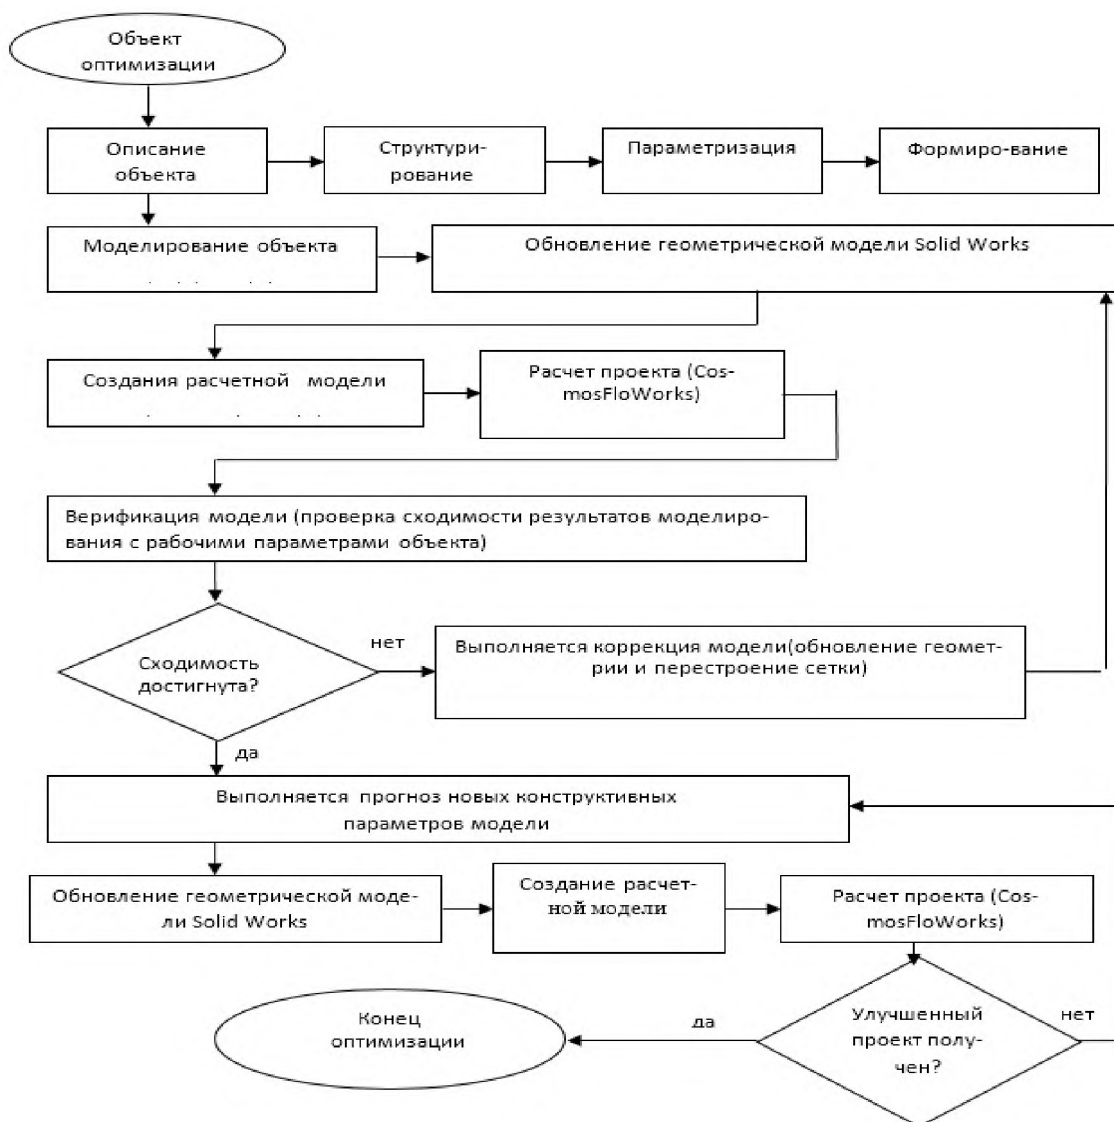 Объект
оптимизации
Описание
объекта
Структури-
рование
Параметризация
Формиро-вание
Моделирование объекта
Обновление геометрической модели Solid Works
Создания расчетной модели
Расчет проекта (Cos-
mosFloWorks)
Верификация модели (проверка сходимости результатов моделиро-
вания с рабочими параметрами объекта)
Сходимость
достигнута?
нет
Выполняется коррекция модели(обновление геомет-
рии и перестроение сетки)
да
Выполняется прогноз новых конструктивных
параметров модели
Обновление геометрической моде-
ли Solid Works
Создание расчет-
ной модели
Расчет проекта (Cos-
mosFloWorks)
Конец
оптимизации
да
Улучшенный
проект полу-
чен?
нет